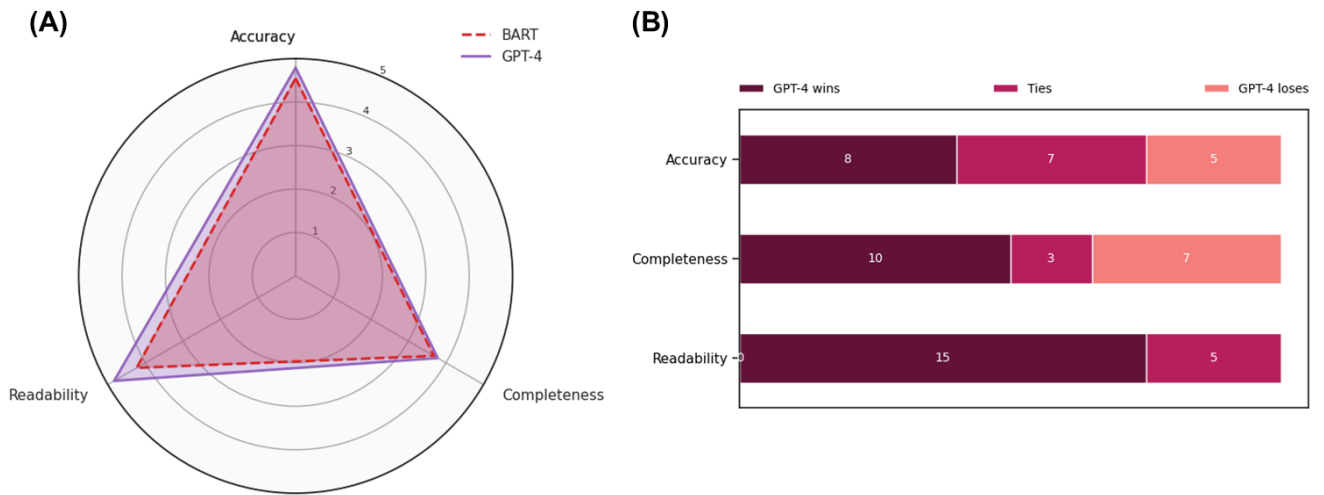 (A)
Accuracy
BART
GPT-4
5
4
3
2
1
Readability
Completeness
(B)
GPT-4 wins
Ties
GPT-4 loses
Accuracy
8
7
5
Completeness
10
3
7
Readability
0
15
5